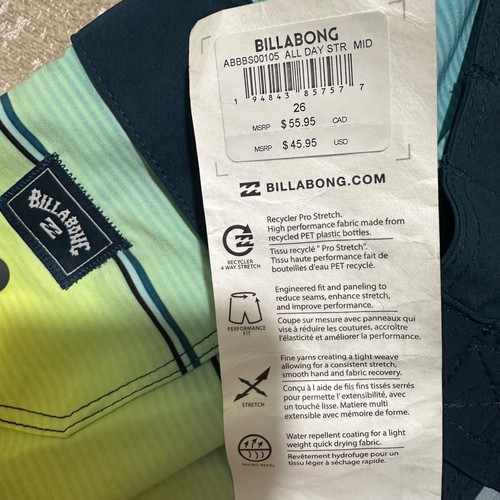 BILLABONG
ABBBS00105 ALL DAY STR MID
1 94843 85757 7
26
MSRP $55.95 CAD
MSRP $45.95 USD
BILLABONG.COM
Recycler Pro Stretch.
High performance fabric made from
recycled PET plastic bottles.
Tissu recyclé " Pro Stretch".
Tissu haute performance fait de
bouteilles d'eau PET recyclé.
RECYCLER
4 WAY STRETCH
Engineered fit and paneling to
reduce seams, enhance stretch,
and improve performance.
Coupe sur mesure avec panneaux qui
vise à réduire les coutures, accroître
l'élasticité et améliorer la performance.
PERFORMANCE
FIT
Fine yarns creating a tight weave
allowing for a consistent stretch,
smooth hand and fabric recovery.
Conçu à l aide de fils fins tissés serrés
pour permettre l' extensibilité, avec
un touché lisse. Matiere multi
extensible avec mémoire de forme.
STRETCH
Water repellent coating for a light
weight quick drying fabric.
Revêtement hydrofuge pour un
tissu léger à séchage rapide.
MICRO REPEL
BILLABONG